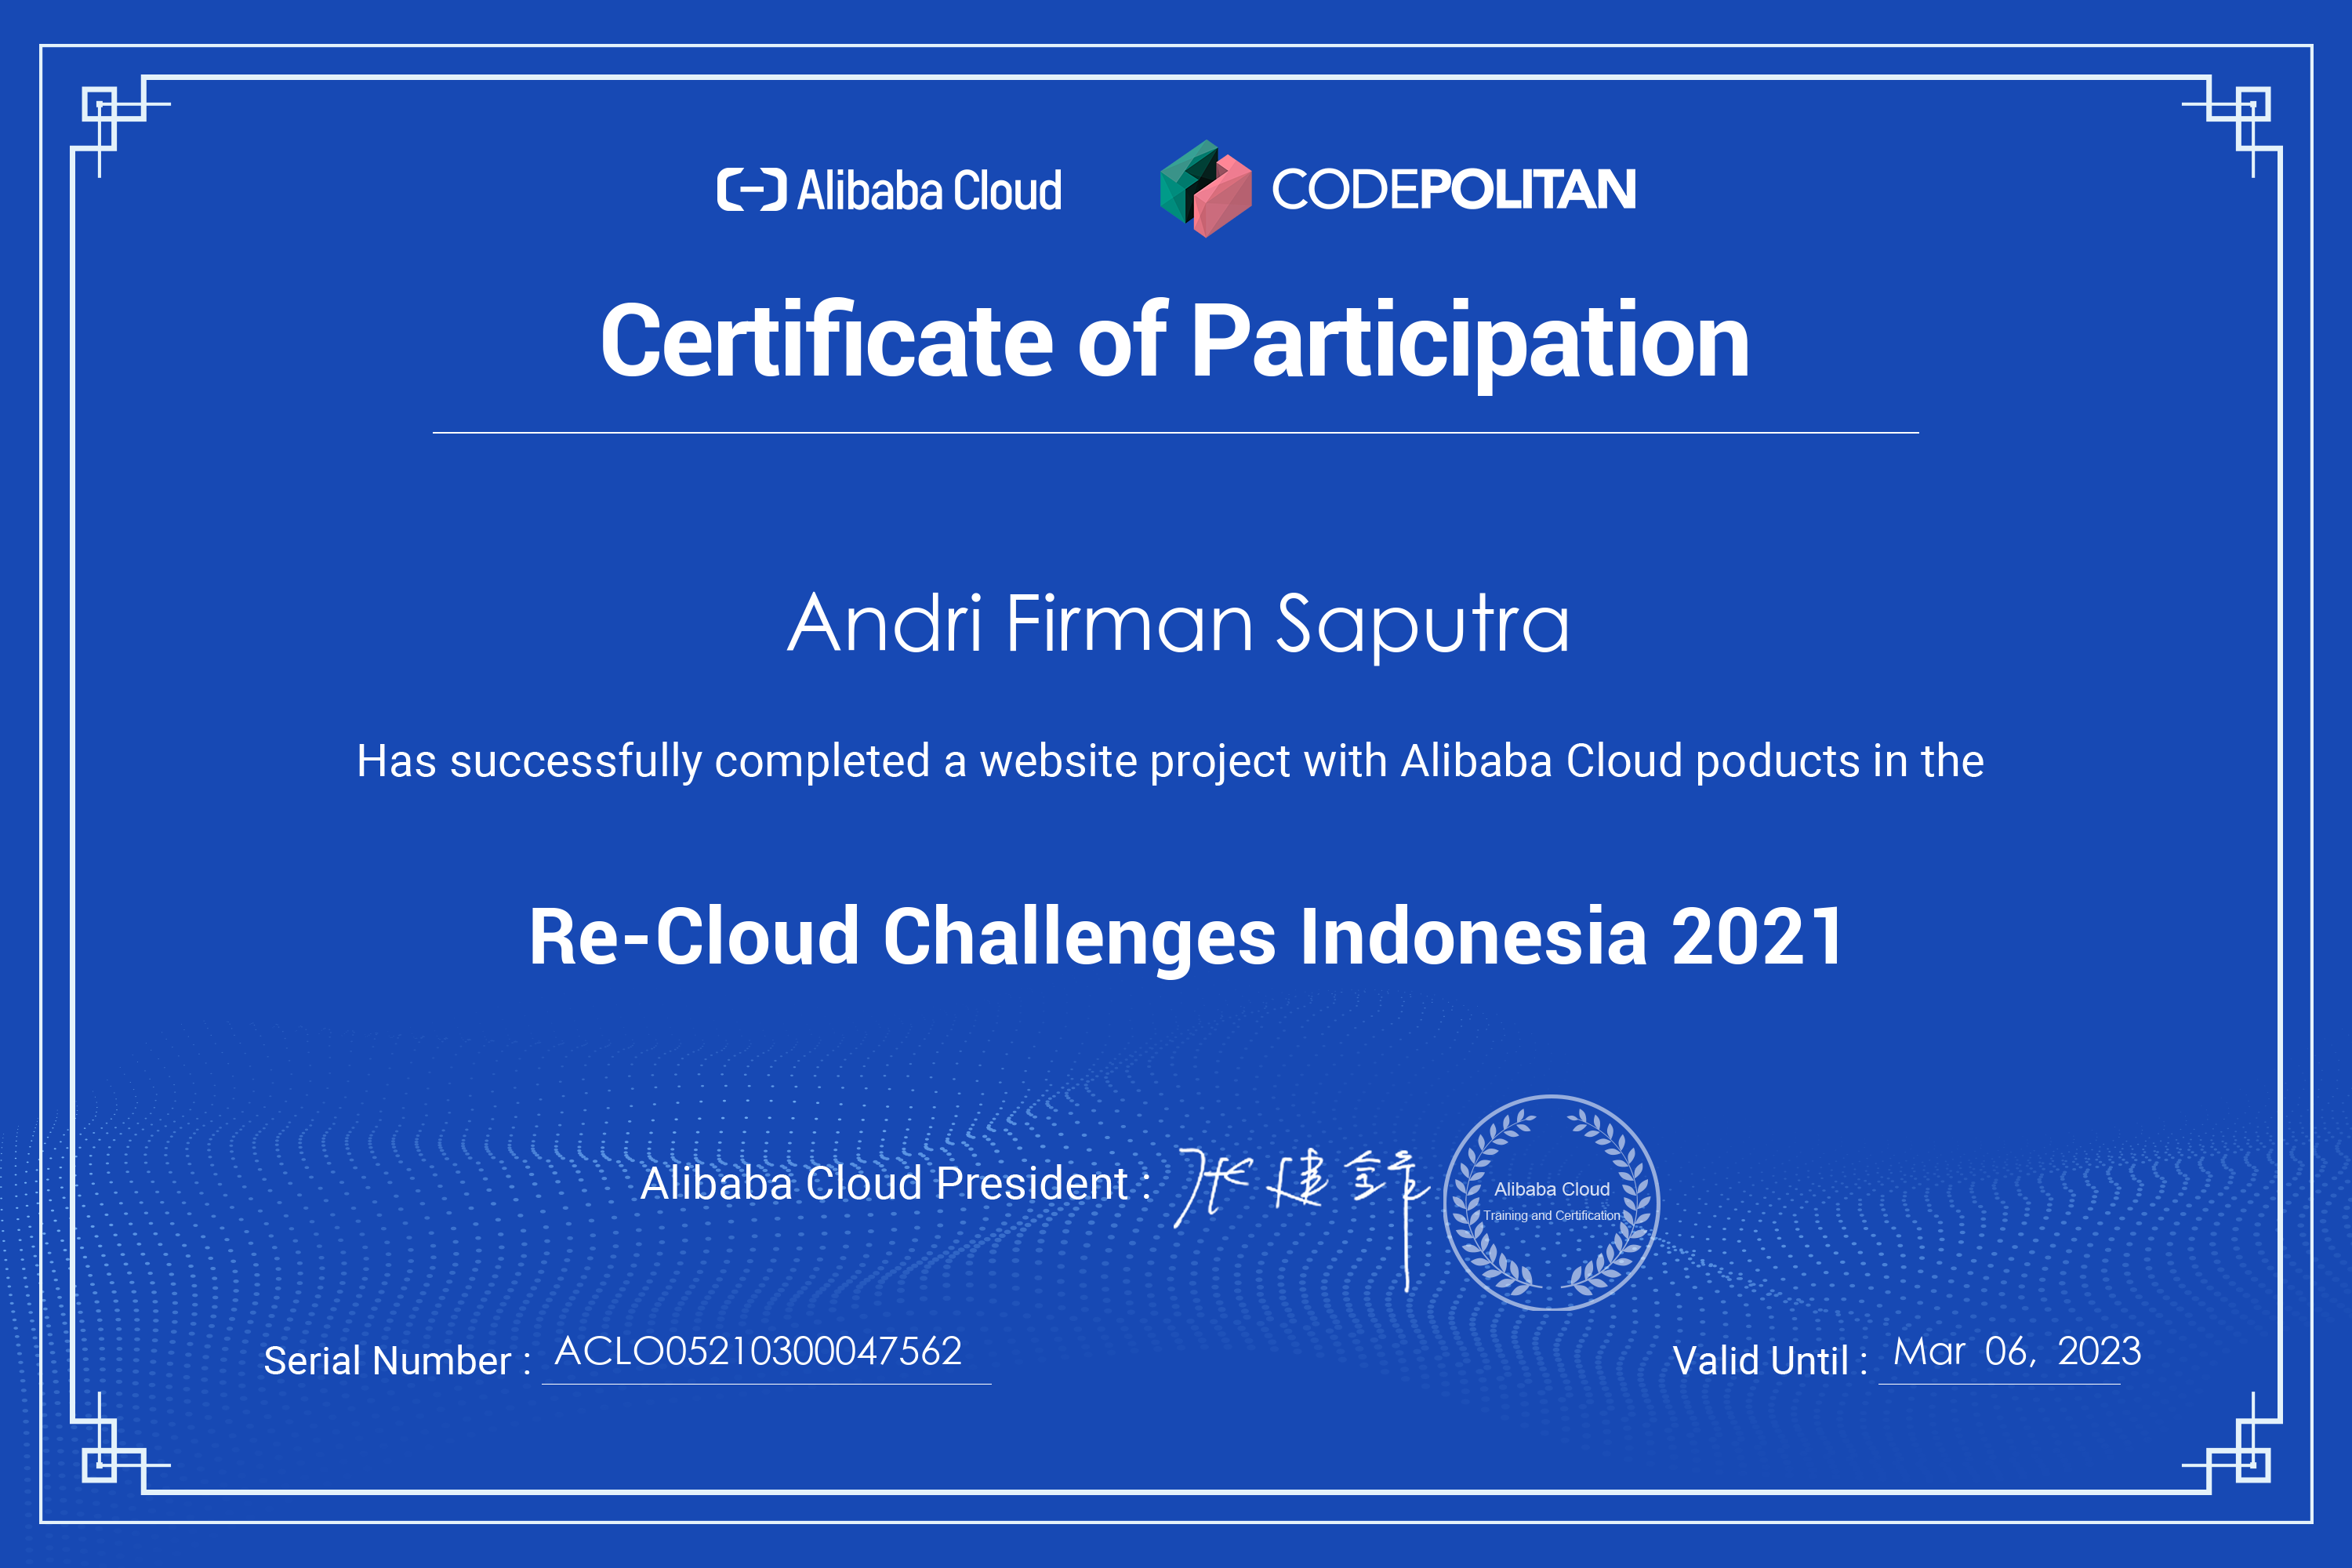 Alibaba Cloud CODEPOLITAN
Certificate of Participation
Andri Firman Saputra
Has successfully completed a website project with Alibaba Cloud poducts in the
Re-Cloud Challenges Indonesia 2021
Alibaba Cloud President :
Alibaba Cloud
Training and Certification
Serial Number : ACLO05210300047562
Valid Until : Mar 06, 2023